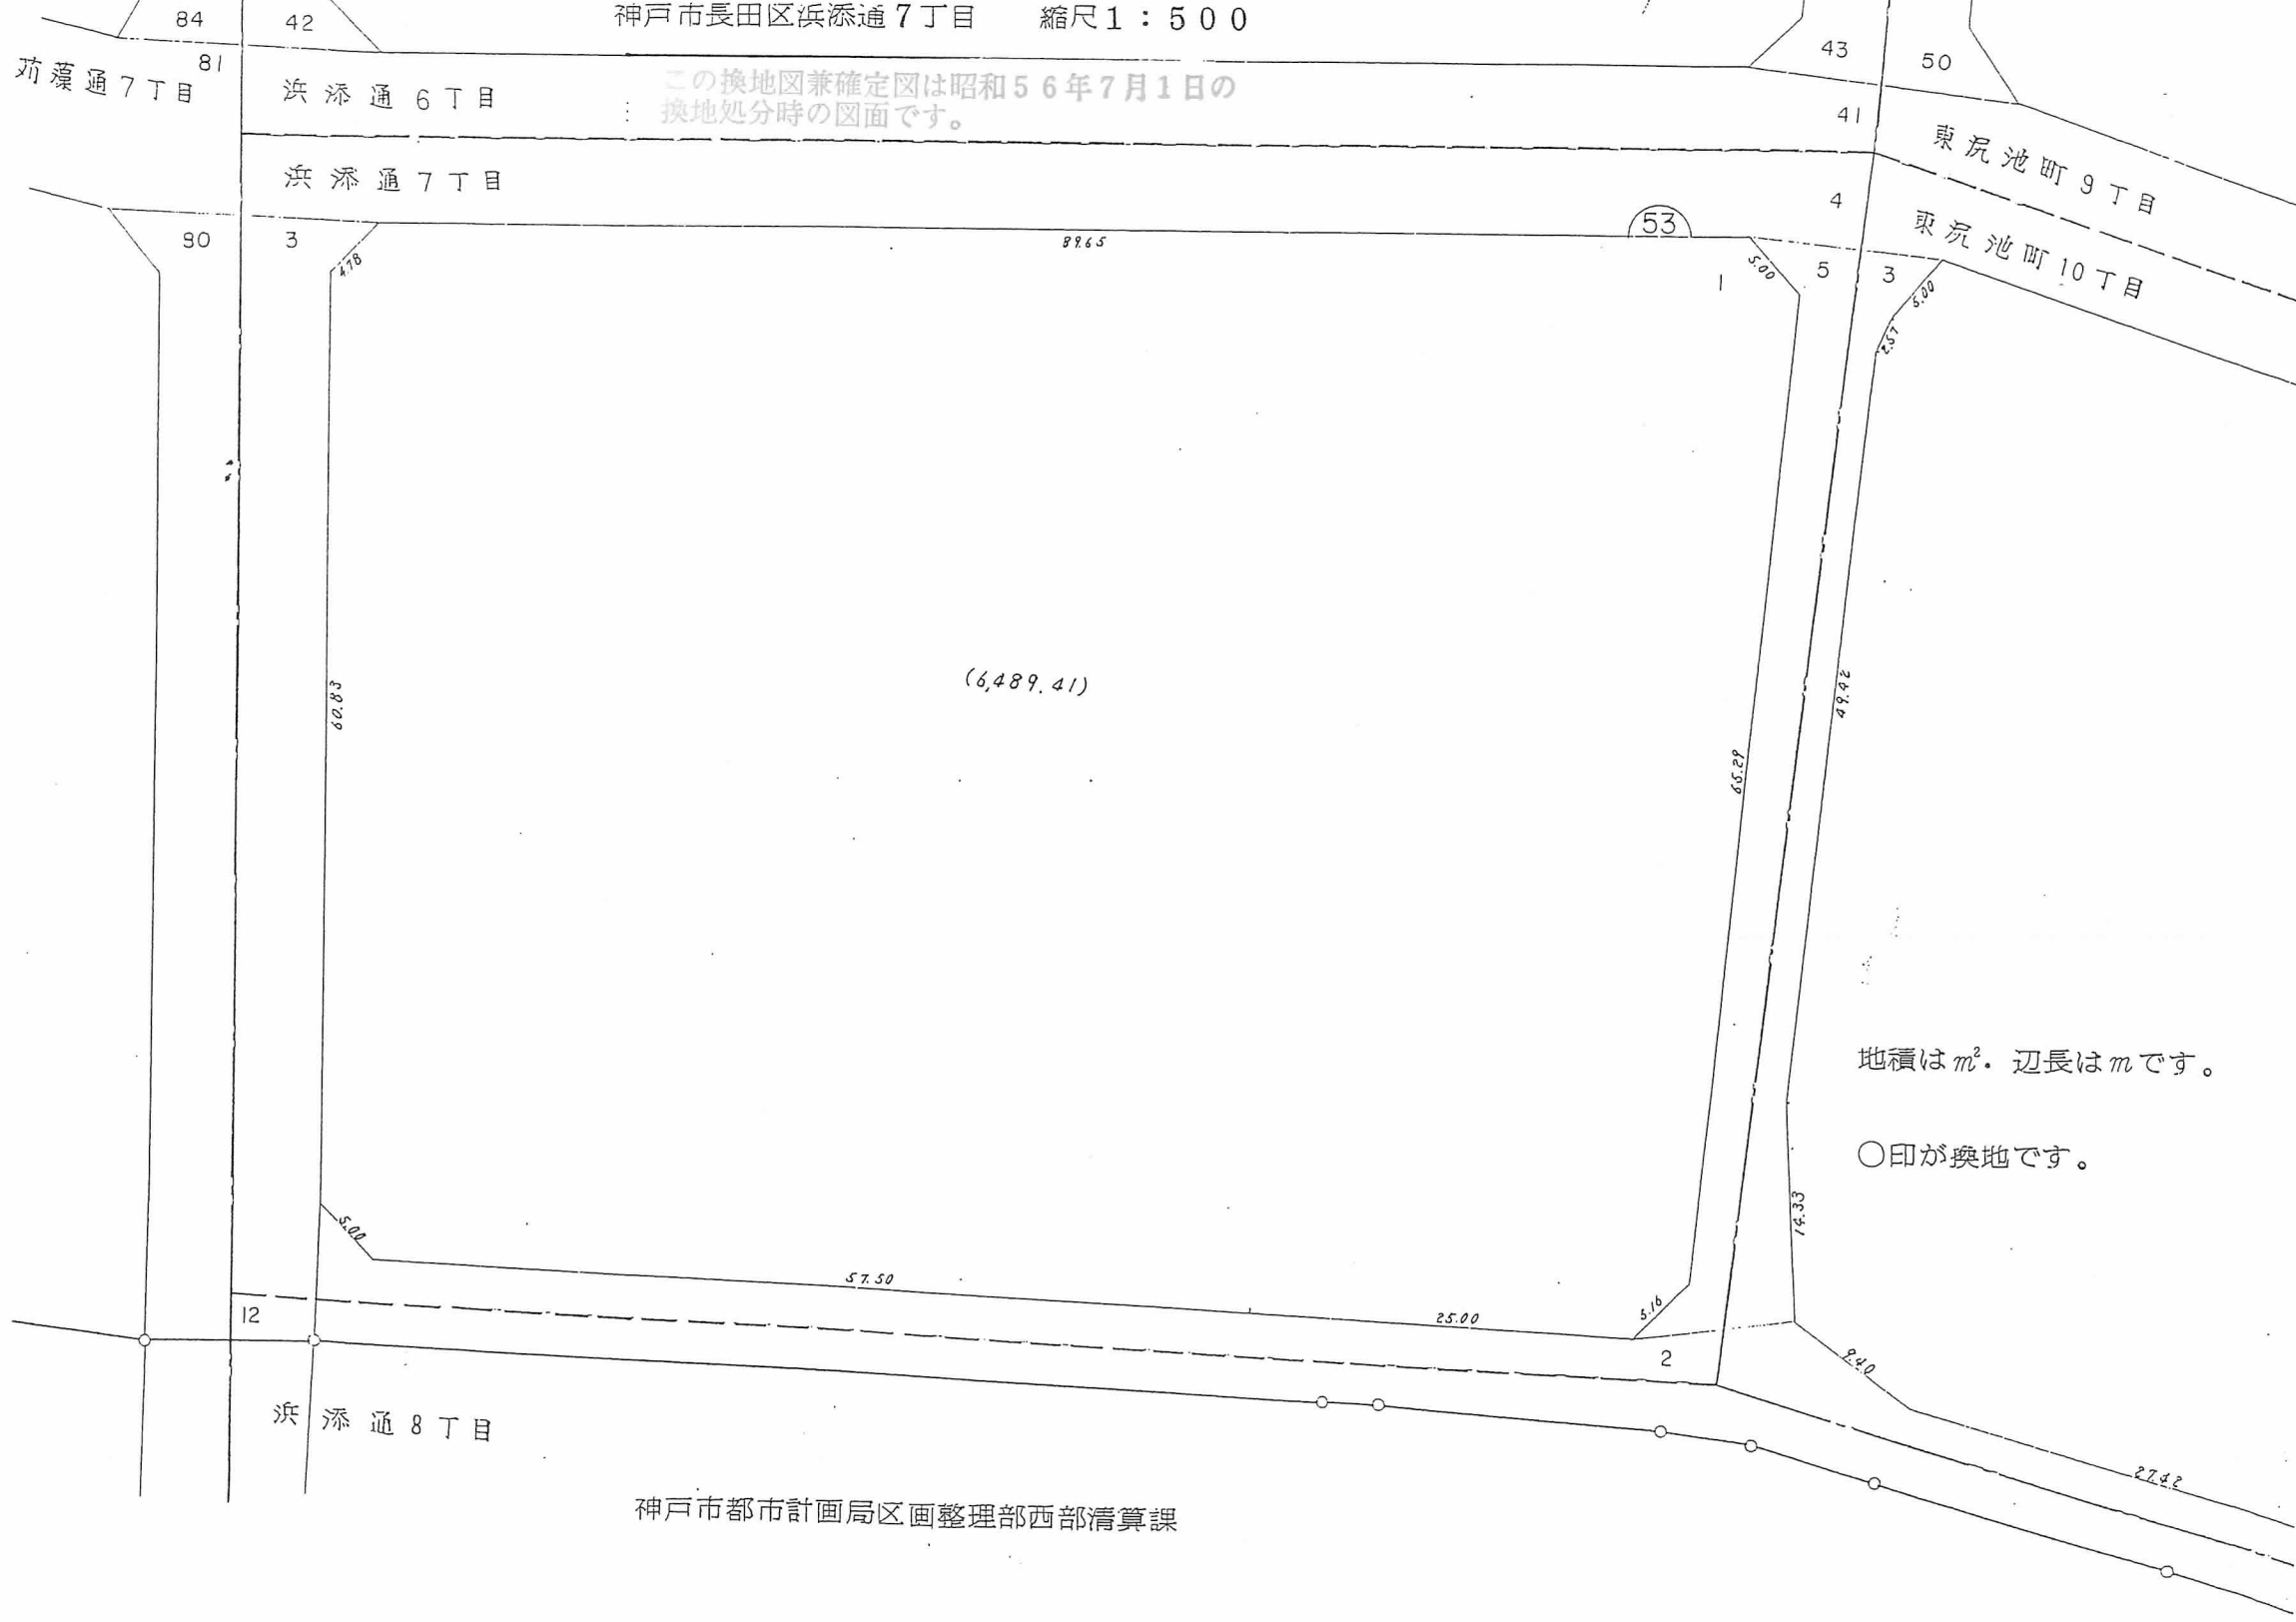 神戸市長田区浜添通7丁目 縮尺1:500
84
42
43
50
81
苅藻通7丁目
浜添通6丁目
この換地図兼確定図は昭和56年7月1日の
換地処分時の図面です。
41
東尻池町9丁目
浜添通7丁目
4
東尻池町10丁目
53
90
3
89.65
4.78
5.00
1
5
3
5.00
2.57
(6,489.41)
60.83
49.42
65.29
地積はm². 辺長はmです。
○印が換地です。
14.33
5.00
57.50
25.00
5.16
12
2
9.40
浜添通8丁目
27.42
神戸市都市計画局区画整理部西部清算課